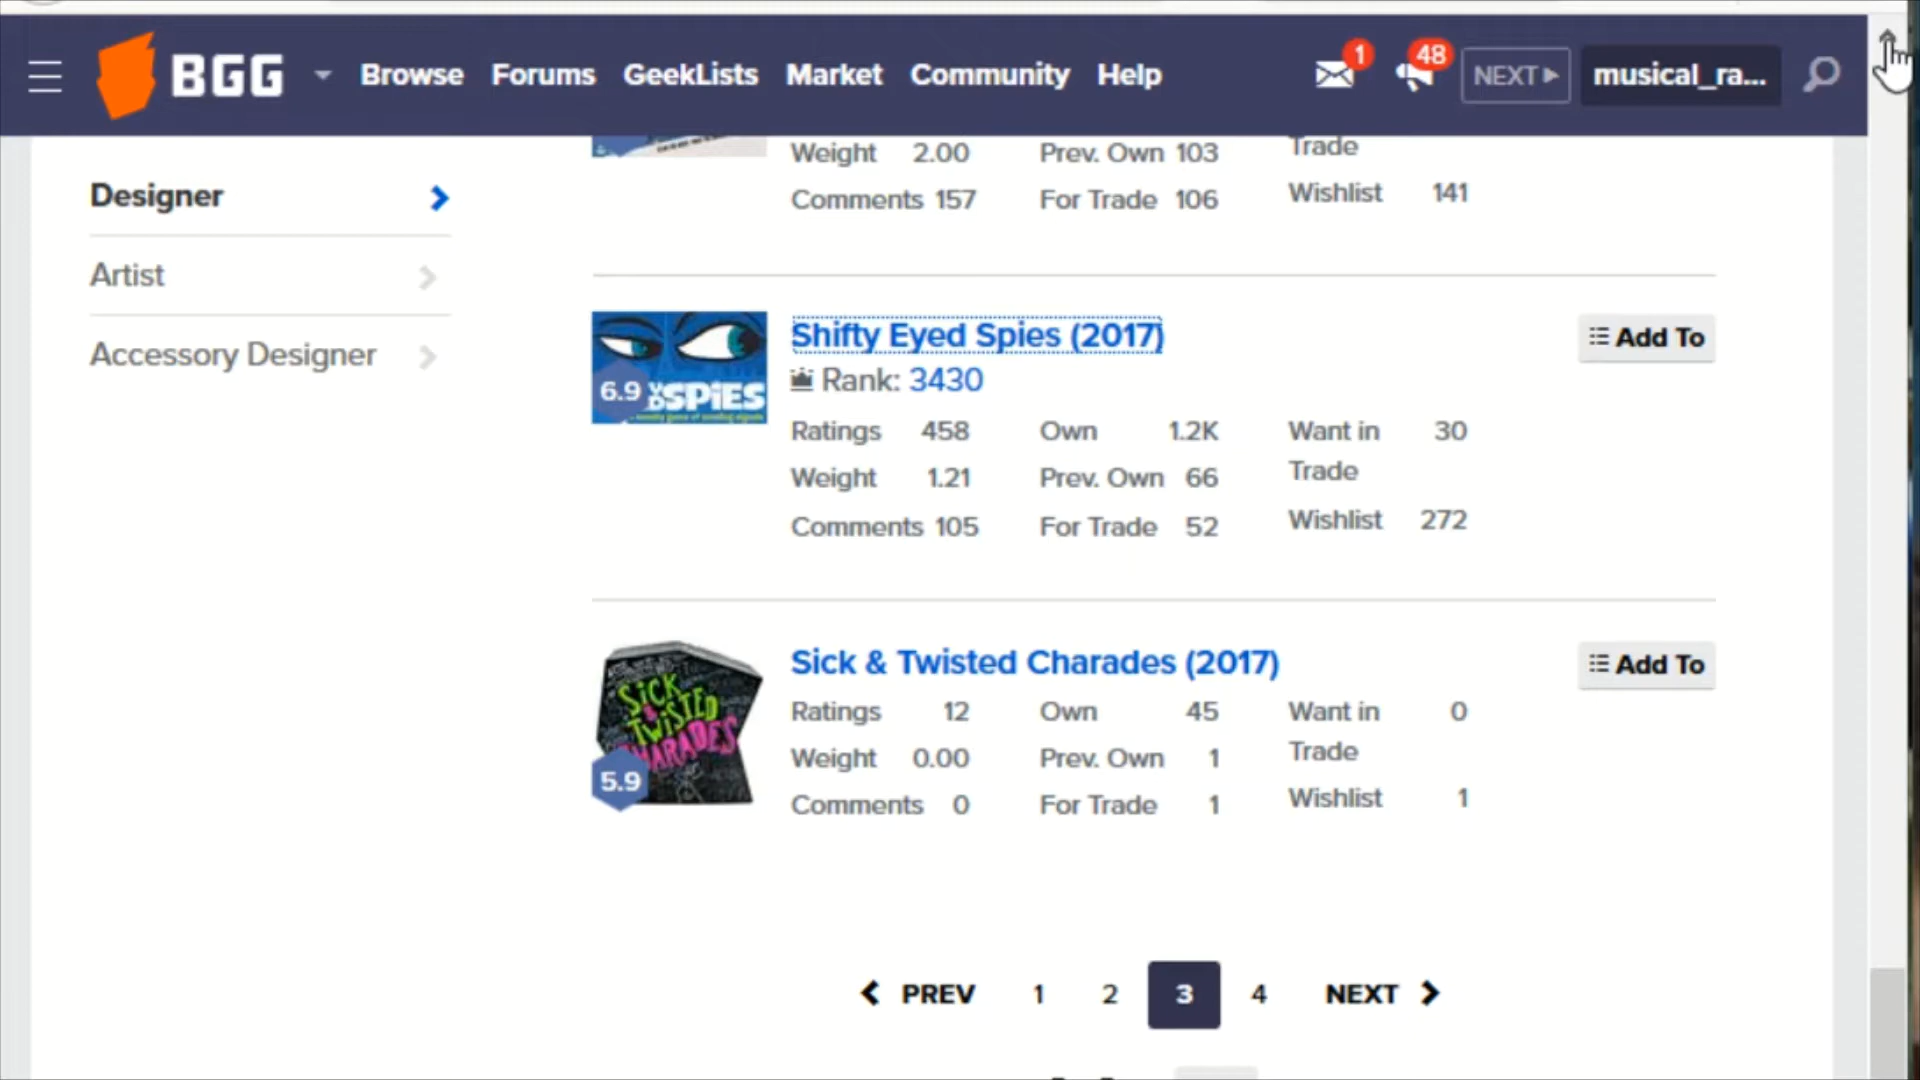 BGG Browse Forums GeekLists Market Community Help 1 48 NEXT musical_ra...
Designer
Artist
Accessory Designer
Weight 2.00 Prev. Own 103 Trade
Comments 157 For Trade 106 Wishlist 141
Shifty Eyed Spies (2017) Add To
Rank: 3430
6.9 SPIES
Ratings 458 Own 1.2K Want in Trade 30
Weight 1.21 Prev. Own 66
Comments 105 For Trade 52 Wishlist 272
Sick & Twisted Charades (2017) Add To
SiCK & TWiSTED CHARADES
5.9
Ratings 12 Own 45 Want in Trade 0
Weight 0.00 Prev. Own 1
Comments 0 For Trade 1 Wishlist 1
PREV 1 2 3 4 NEXT